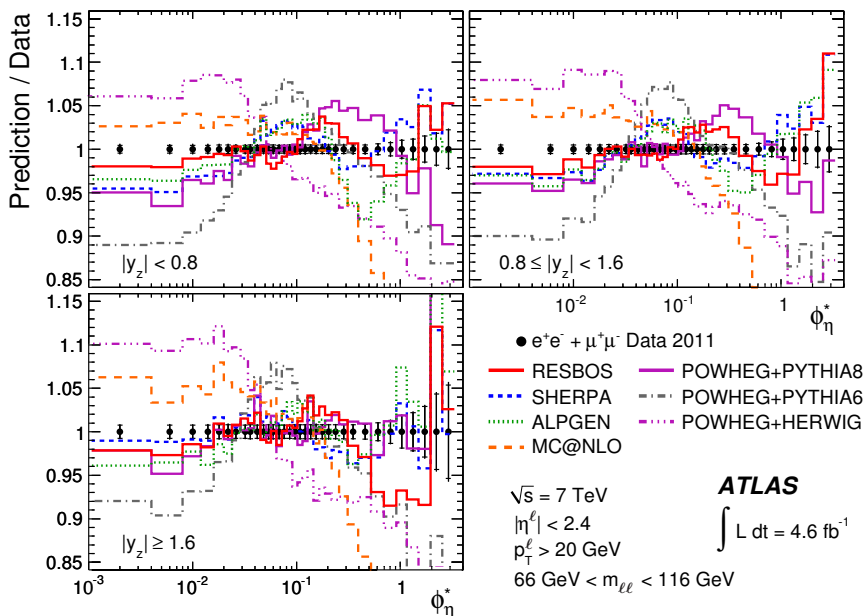 Prediction / Data
1.15
1.1
1.05
1
0.95
0.9
0.85
|y_z| < 0.8
0.8 ≤ |y_z| < 1.6
10⁻² 10⁻¹ 1
ϕ*_η
1.15
1.1
1.05
1
0.95
0.9
0.85
|y_z| ≥ 1.6
10⁻³ 10⁻² 10⁻¹ 1
ϕ*_η
e⁺e⁻ + μ⁺μ⁻ Data 2011
RESBOS POWHEG+PYTHIA8
SHERPA POWHEG+PYTHIA6
ALPGEN POWHEG+HERWIG
MC@NLO
√s = 7 TeV
|η^ℓ| < 2.4
p_T^ℓ > 20 GeV
66 GeV < m_ℓℓ < 116 GeV
ATLAS
∫ L dt = 4.6 fb⁻¹